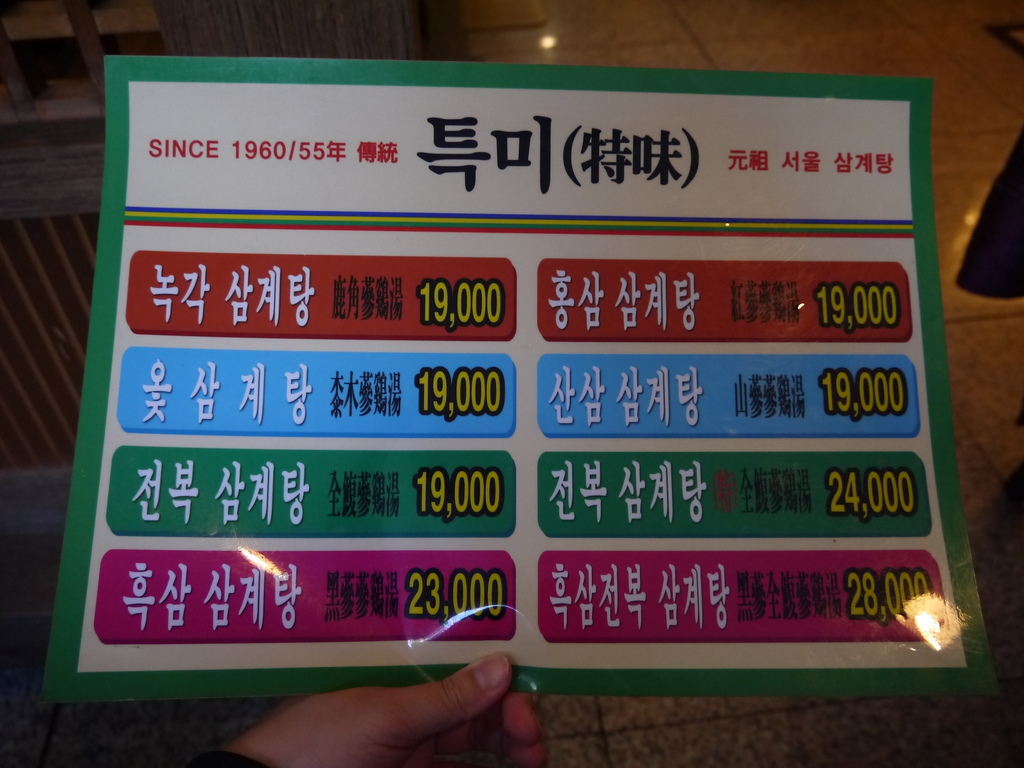 SINCE 1960/55年 傳統 특미(特味) 元祖 서울 삼계탕
녹각 삼계탕 鹿角蔘鷄湯 19,000
홍삼 삼계탕 紅蔘蔘鷄湯 19,000
옻 삼 계 탕 桼木蔘鷄湯 19,000
산삼 삼계탕 山蔘蔘鷄湯 19,000
전복 삼계탕 全鰒蔘鷄湯 19,000
전복 삼계탕 (特) 全鰒蔘鷄湯 24,000
흑삼 삼계탕 黑蔘蔘鷄湯 23,000
흑삼전복 삼계탕 黑蔘全鰒蔘鷄湯 28,000